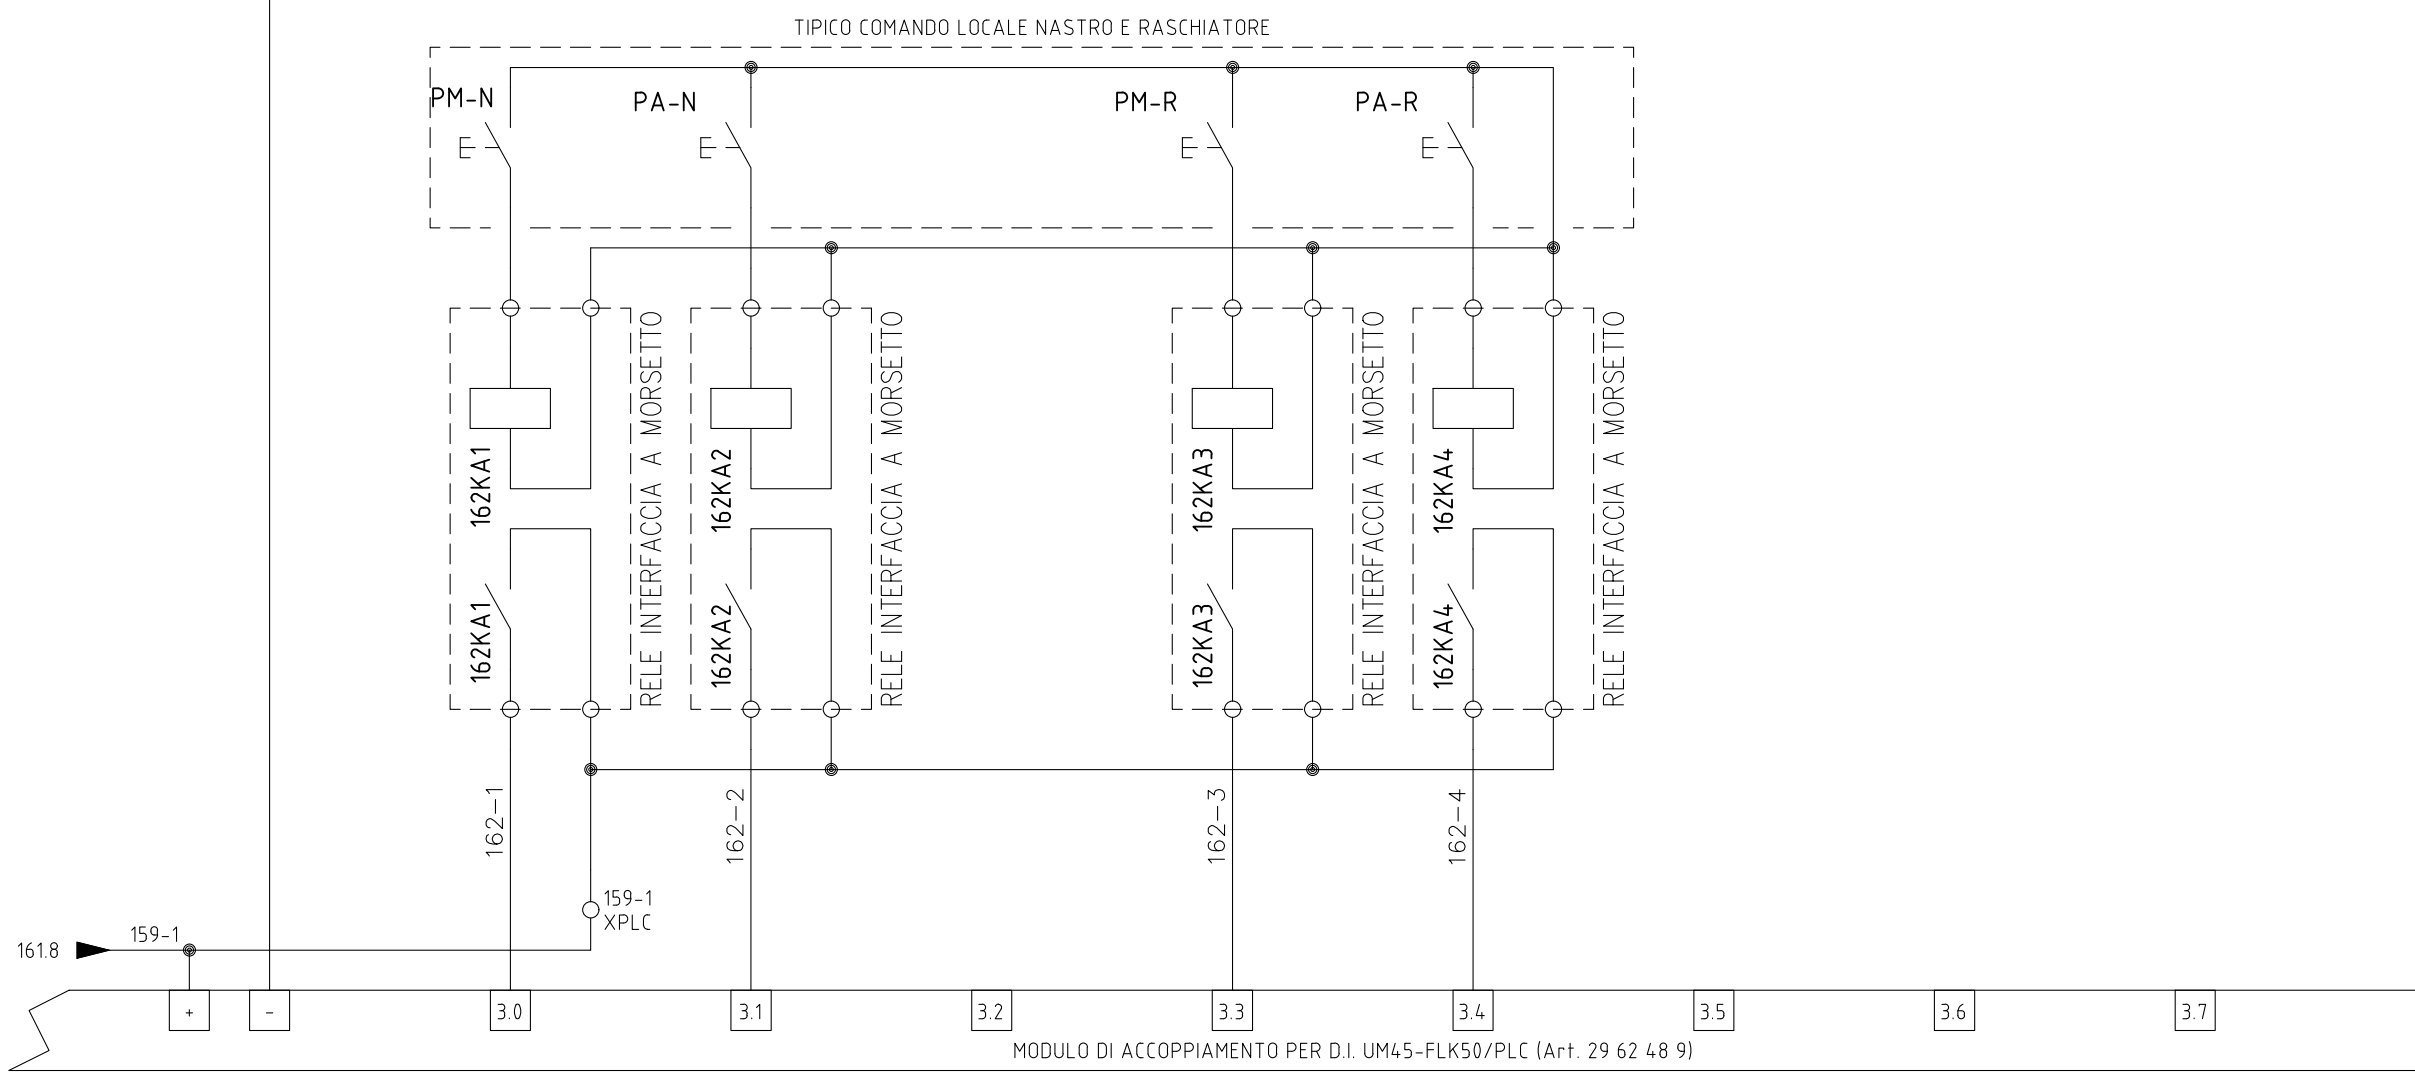 TIPICO COMANDO LOCALE NASTRO E RASCHIATORE
PM-N
PA-N
PM-R
PA-R
162KA1
RELE INTERFACCIA A MORSETTO
162KA2
RELE INTERFACCIA A MORSETTO
162KA3
RELE INTERFACCIA A MORSETTO
162KA4
RELE INTERFACCIA A MORSETTO
162KA1
162KA2
162KA3
162KA4
162-1
162-2
162-3
162-4
159-1
XPLC
161.8
159-1
+
-
3.0
3.1
3.2
3.3
3.4
3.5
3.6
3.7
MODULO DI ACCOPPIAMENTO PER D.I. UM45-FLK50/PLC (Art. 29 62 48 9)